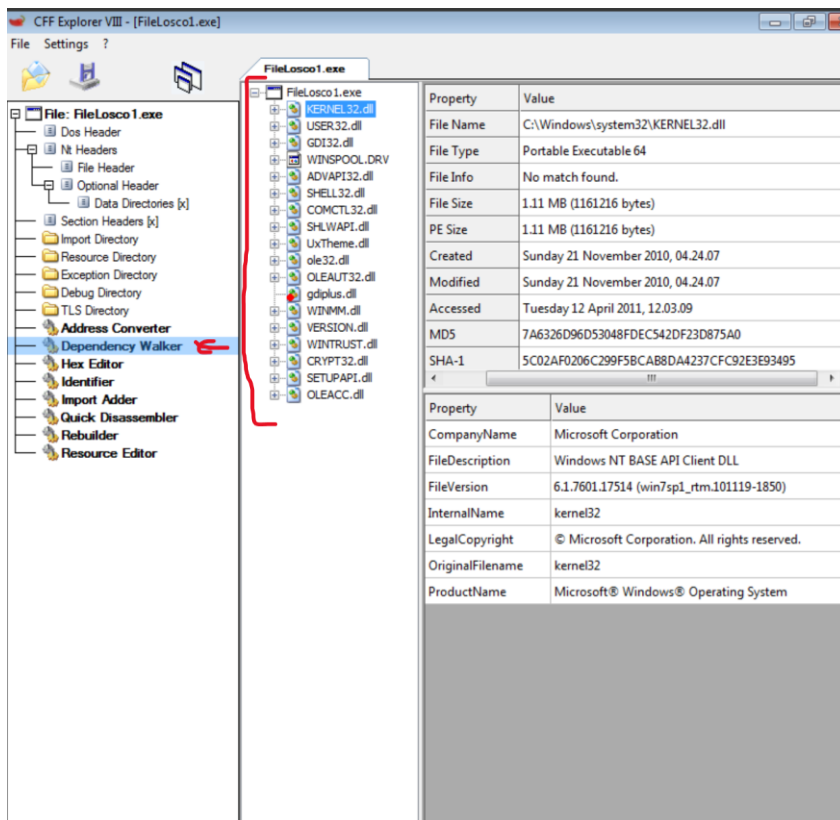 CFF Explorer VIII - [FileLosco1.exe]
File Settings ?
FileLosco1.exe
File: FileLosco1.exe
Dos Header
Nt Headers
File Header
Optional Header
Data Directories [x]
Section Headers [x]
Import Directory
Resource Directory
Exception Directory
Debug Directory
TLS Directory
Address Converter
Dependency Walker
Hex Editor
Identifier
Import Adder
Quick Disassembler
Rebuilder
Resource Editor
FileLosco1.exe
KERNEL32.dll
USER32.dll
GDI32.dll
WINSPOOL.DRV
ADVAPI32.dll
SHELL32.dll
COMCTL32.dll
SHLWAPI.dll
UxTheme.dll
ole32.dll
OLEAUT32.dll
gdiplus.dll
WINMM.dll
VERSION.dll
WINTRUST.dll
CRYPT32.dll
SETUPAPI.dll
OLEACC.dll
Property Value
File Name C:\Windows\system32\KERNEL32.dll
File Type Portable Executable 64
File Info No match found.
File Size 1.11 MB (1161216 bytes)
PE Size 1.11 MB (1161216 bytes)
Created Sunday 21 November 2010, 04.24.07
Modified Sunday 21 November 2010, 04.24.07
Accessed Tuesday 12 April 2011, 12.03.09
MD5 7A6326D96D53048FDEC542DF23D875A0
SHA-1 5C02AF0206C299F5BCAB8DA4237CFC92E3E93495
Property Value
CompanyName Microsoft Corporation
FileDescription Windows NT BASE API Client DLL
FileVersion 6.1.7601.17514 (win7sp1_rtm.101119-1850)
InternalName kernel32
LegalCopyright © Microsoft Corporation. All rights reserved.
OriginalFilename kernel32
ProductName Microsoft® Windows® Operating System